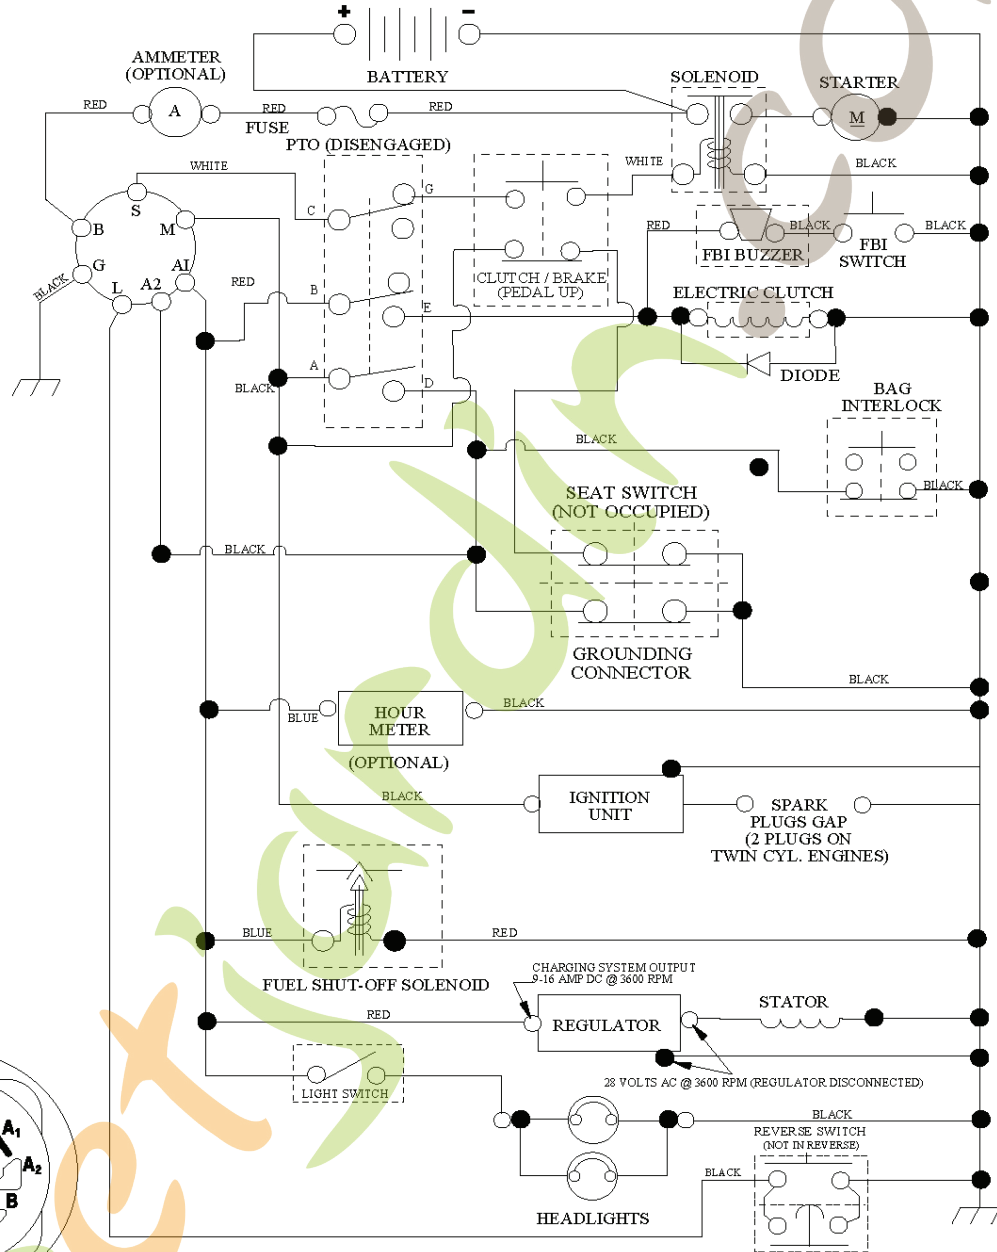 + −
BATTERY
AMMETER
(OPTIONAL)
SOLENOID
STARTER
RED
A
RED
FUSE
RED
M
PTO (DISENGAGED)
WHITE
WHITE
BLACK
S
B
M
G
A1
L
A2
BLACK
C
G
RED
B
E
A
D
BLACK
CLUTCH / BRAKE
(PEDAL UP)
RED
FBI BUZZER
BLACK
FBI
SWITCH
BLACK
ELECTRIC CLUTCH
DIODE
BAG
INTERLOCK
BLACK
BLACK
SEAT SWITCH
(NOT OCCUPIED)
BLACK
GROUNDING
CONNECTOR
BLACK
BLUE
HOUR
METER
BLACK
(OPTIONAL)
BLACK
IGNITION
UNIT
SPARK
PLUGS GAP
(2 PLUGS ON
TWIN CYL. ENGINES)
BLUE
RED
FUEL SHUT-OFF SOLENOID
CHARGING SYSTEM OUTPUT
9-16 AMP DC @ 3600 RPM
RED
REGULATOR
STATOR
28 VOLTS AC @ 3600 RPM (REGULATOR DISCONNECTED)
LIGHT SWITCH
BLACK
REVERSE SWITCH
(NOT IN REVERSE)
BLACK
HEADLIGHTS
A1
A2
B